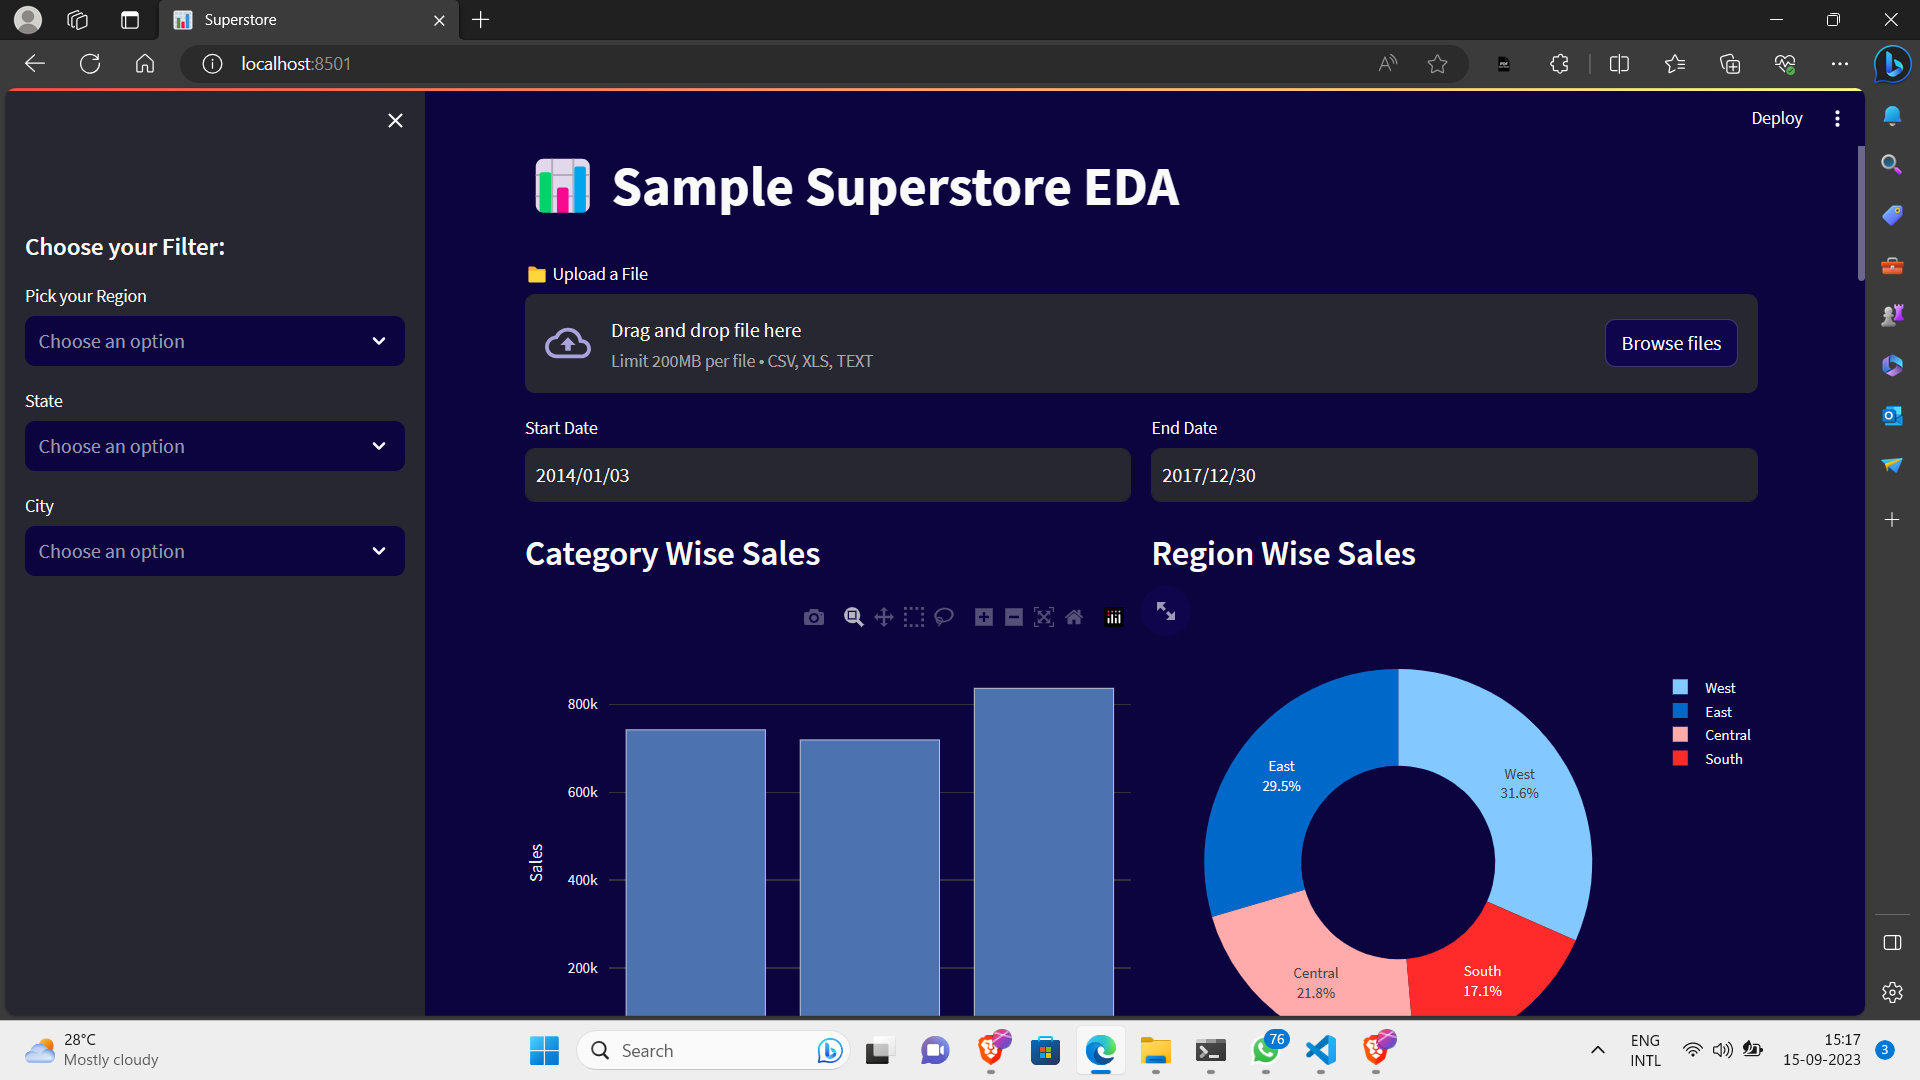 Superstore
localhost:8501
Deploy
Sample Superstore EDA
Choose your Filter:
Pick your Region
Choose an option
State
Choose an option
City
Choose an option
Upload a File
Drag and drop file here
Limit 200MB per file • CSV, XLS, TEXT
Browse files
Start Date
2014/01/03
End Date
2017/12/30
Category Wise Sales
Region Wise Sales
800k
600k
400k
200k
Sales
East
29.5%
West
31.6%
Central
21.8%
South
17.1%
West
East
Central
South
28°C
Mostly cloudy
Search
76
ENG
INTL
15:17
15-09-2023
3